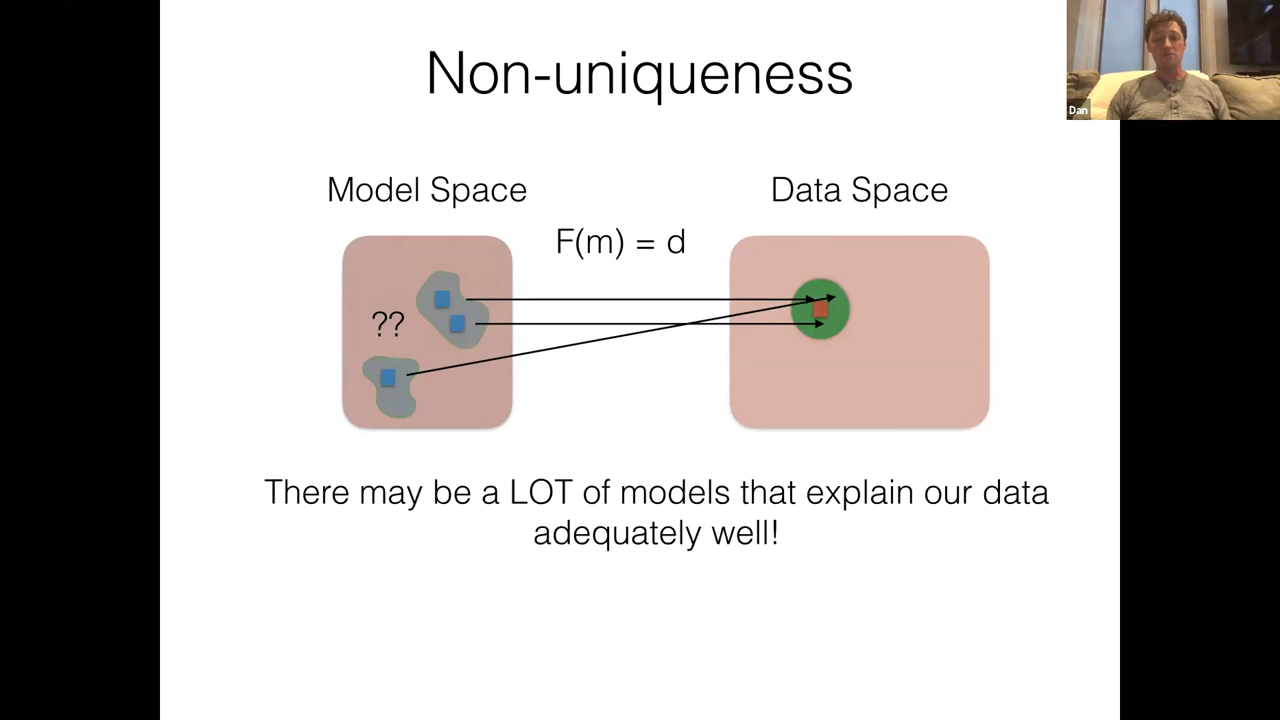 Non-uniqueness
Dan
Model Space
Data Space
F(m) = d
??
There may be a LOT of models that explain our data
adequately well!